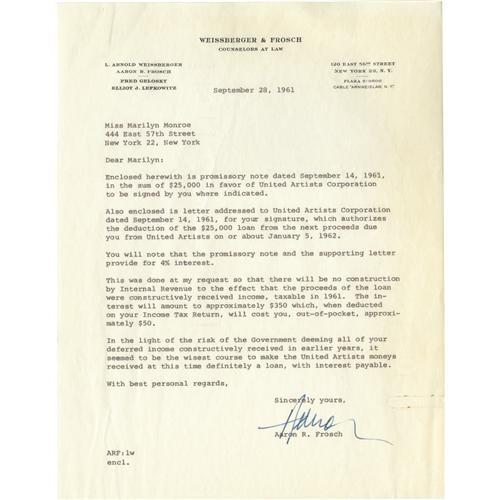 WEISSBERGER & FROSCH
COUNSELORS AT LAW
L. ARNOLD WEISSBERGER
AARON R. FROSCH
FRED GELOSKY
ELLIOT J. LEFKOWITZ
120 EAST 56TH STREET
NEW YORK 22, N. Y.
PLAZA
CABLE "ARNWEISLAW, N. Y."
September 28, 1961
Miss Marilyn Monroe
444 East 57th Street
New York 22, New York
Dear Marilyn:
Enclosed herewith is promissory note dated September 14, 1961,
in the sum of $25,000 in favor of United Artists Corporation
to be signed by you where indicated.
Also enclosed is letter addressed to United Artists Corporation
dated September 14, 1961, for your signature, which authorizes
the deduction of the $25,000 loan from the next proceeds due
you from United Artists on or about January 5, 1962.
You will note that the promissory note and the supporting letter
provide for 4% interest.
This was done at my request so that there will be no construction
by Internal Revenue to the effect that the proceeds of the loan
were constructively received income, taxable in 1961. The in-
terest will amount to approximately $350 which, when deducted
on your Income Tax Return, will cost you, out-of-pocket, approxi-
mately $50.
In the light of the risk of the Government deeming all of your
deferred income constructively received in earlier years, it
seemed to be the wisest course to make the United Artists moneys
received at this time definitely a loan, with interest payable.
With best personal regards,
Sincerely yours,
Aaron
Aaron R. Frosch
ARF:lw
encl.